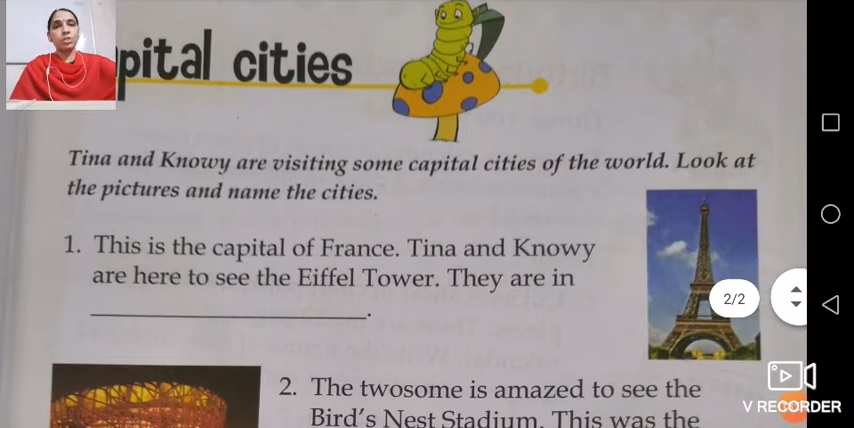 pital cities
Tina and Knowy are visiting some capital cities of the world. Look at
the pictures and name the cities.
1. This is the capital of France. Tina and Knowy
are here to see the Eiffel Tower. They are in
.
2/2
2. The twosome is amazed to see the
Bird's Nest Stadium. This was the
V RECORDER